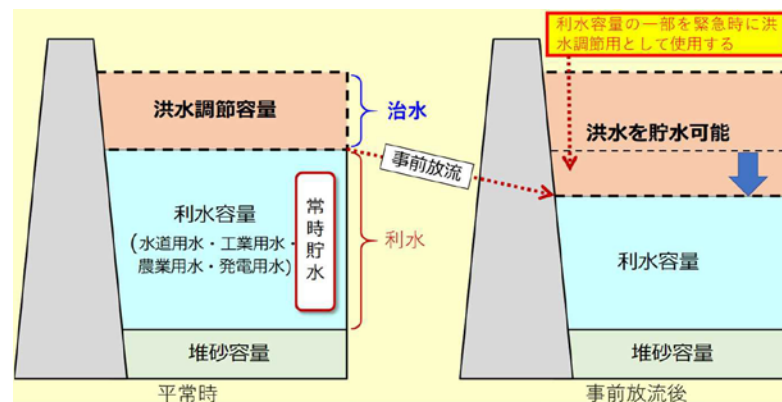 利水容量の一部を緊急時に洪
水調節用として使用する
洪水調節容量
治水
事前放流
利水容量
(水道用水・工業用水・
農業用水・発電用水)
常時貯水
利水
堆砂容量
平常時
洪水を貯水可能
利水容量
堆砂容量
事前放流後